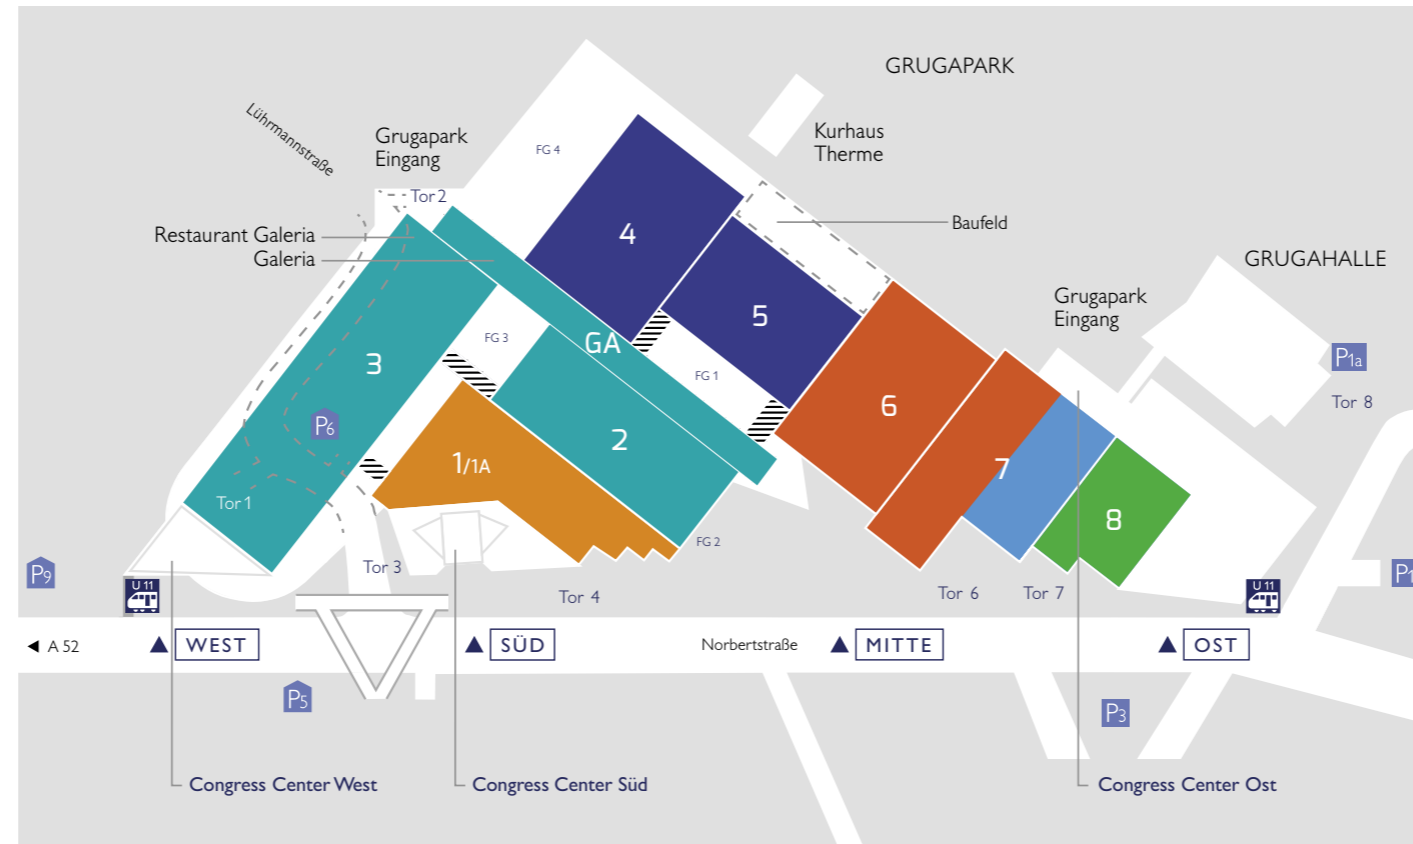 GRUGAPARK
Lührmannstraße
Grugapark
Eingang
Kurhaus
Therme
FG 4
Tor 2
Restaurant Galeria
Galeria
4
Baufeld
GRUGAHALLE
Grugapark
Eingang
5
3
FG 3
GA
FG 1
P1a
Tor 8
6
P6
2
1/1A
7
Tor 1
8
FG 2
P9
Tor 3
U 11
Tor 4
Tor 6
Tor 7
U 11
P1
A 52
WEST
SÜD
Norbertstraße
MITTE
OST
P5
P3
Congress Center West
Congress Center Süd
Congress Center Ost